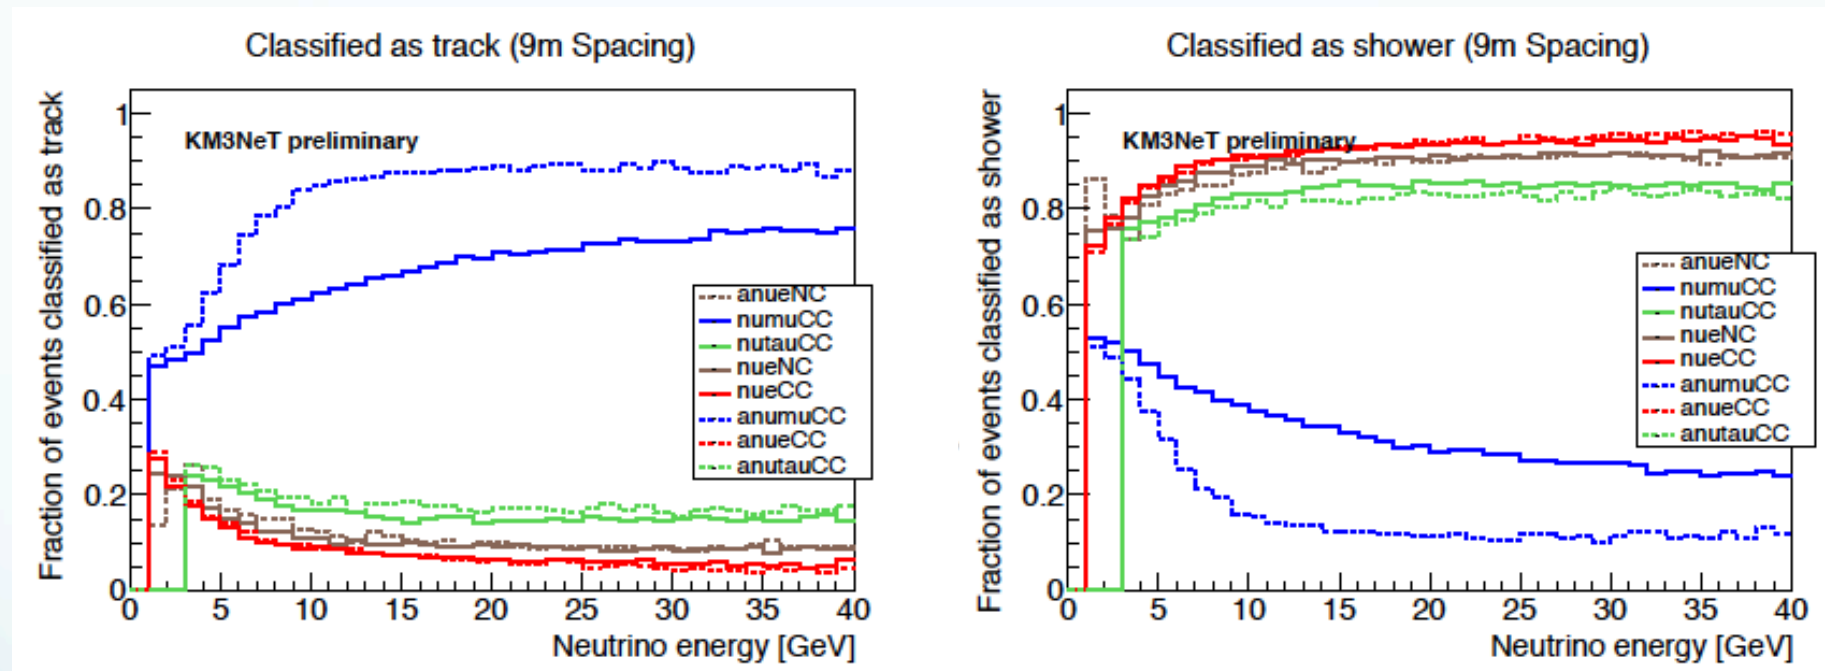 Classified as track (9m Spacing)
Fraction of events classified as track
1
0.8
0.6
0.4
0.2
0
KM3NeT preliminary
anueNC
numuCC
nutauCC
nueNC
nueCC
anumuCC
anueCC
anutauCC
0 5 10 15 20 25 30 35 40
Neutrino energy [GeV]
Classified as shower (9m Spacing)
Fraction of events classified as shower
1
0.8
0.6
0.4
0.2
0
KM3NeT preliminary
anueNC
numuCC
nutauCC
nueNC
nueCC
anumuCC
anueCC
anutauCC
0 5 10 15 20 25 30 35 40
Neutrino energy [GeV]